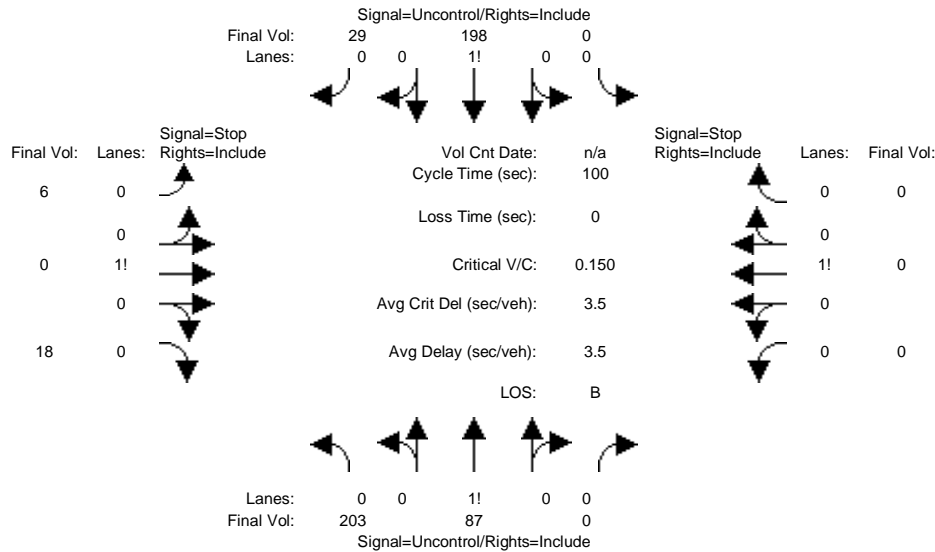 Signal=Uncontrol/Rights=Include
Final Vol: 29 198 0
Lanes: 0 0 1! 0 0
Signal=Stop
Final Vol: Lanes: Rights=Include
Vol Cnt Date: n/a
Signal=Stop
Rights=Include Lanes: Final Vol:
Cycle Time (sec): 100
6 0
0 0
Loss Time (sec): 0
0
0
0 1!
Critical V/C: 0.150
1! 0
0
Avg Crit Del (sec/veh): 3.5
0
18 0
Avg Delay (sec/veh): 3.5
0 0
LOS: B
Lanes: 0 0 1! 0 0
Final Vol: 203 87 0
Signal=Uncontrol/Rights=Include